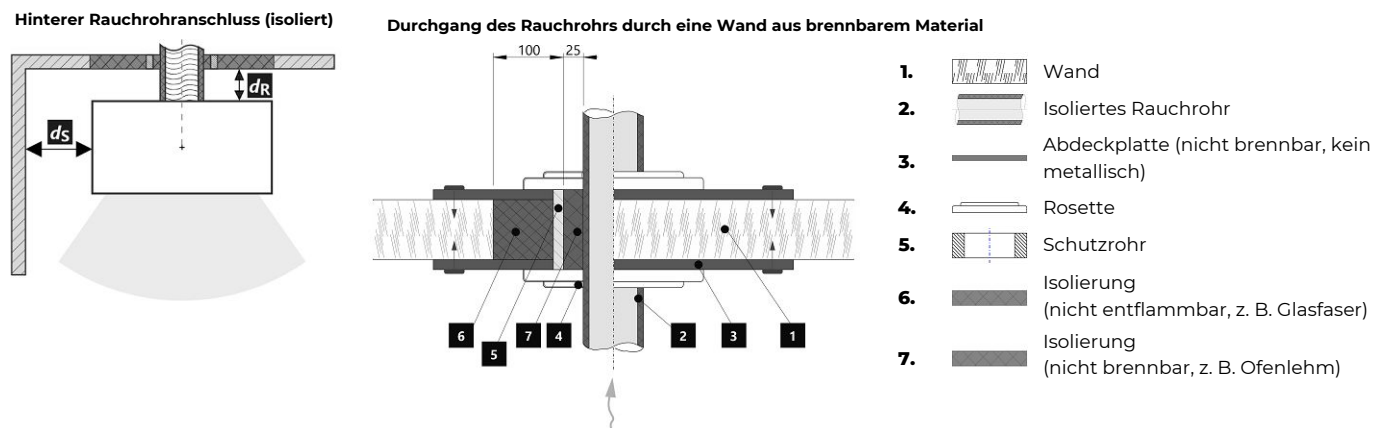 Hinterer Rauchrohranschluss (isoliert)
dR
dS
Durchgang des Rauchrohrs durch eine Wand aus brennbarem Material
100 25
6 5 7 4 2 3 1
1. Wand
2. Isoliertes Rauchrohr
3. Abdeckplatte (nicht brennbar, kein
metallisch)
4. Rosette
5. Schutzrohr
6. Isolierung
(nicht entflammbar, z. B. Glasfaser)
7. Isolierung
(nicht brennbar, z. B. Ofenlehm)